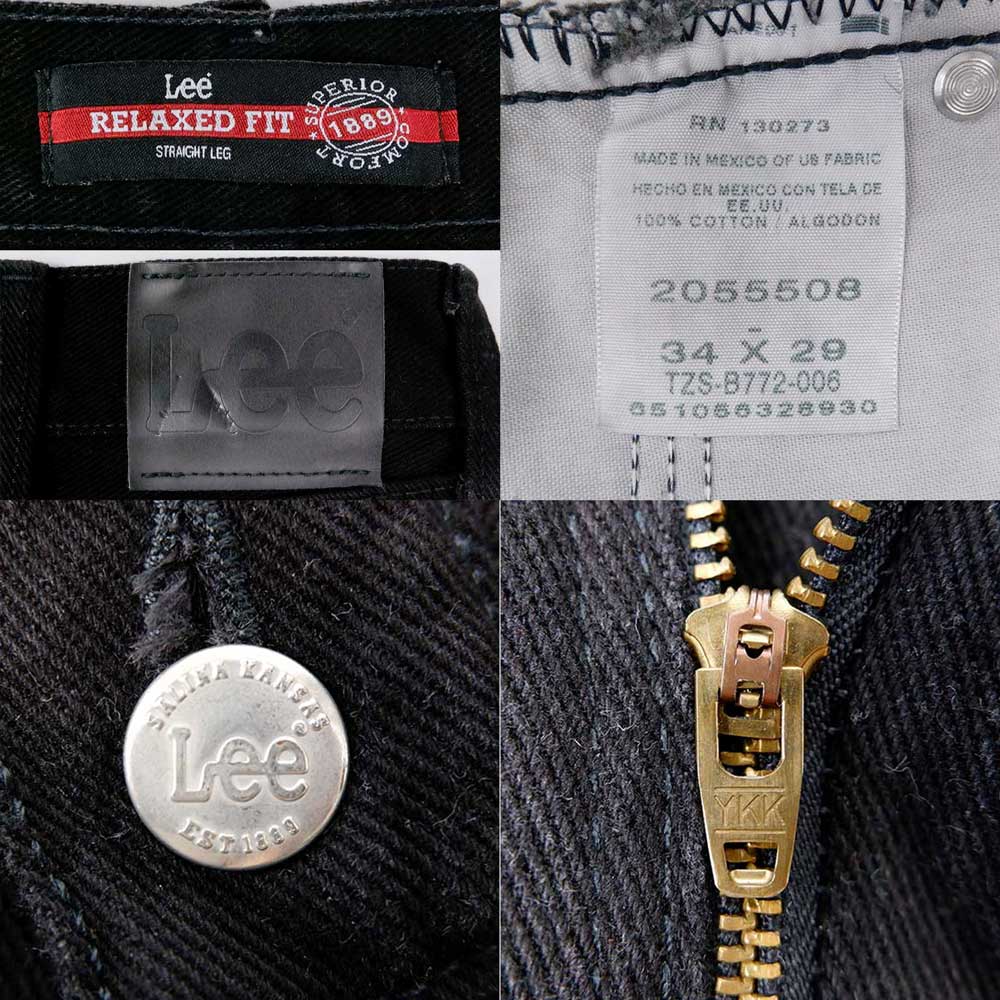 Lee
RELAXED FIT
STRAIGHT LEG
SUPERIOR
1889
COMFORT
Lee
RN 130273
MADE IN MEXICO OF US FABRIC
HECHO EN MEXICO CON TELA DE
EE.UU.
100% COTTON / ALGODON
2055508
34 X 29
TZS-B772-006
SALINA KANSAS
Lee
EST. 1889
YKK